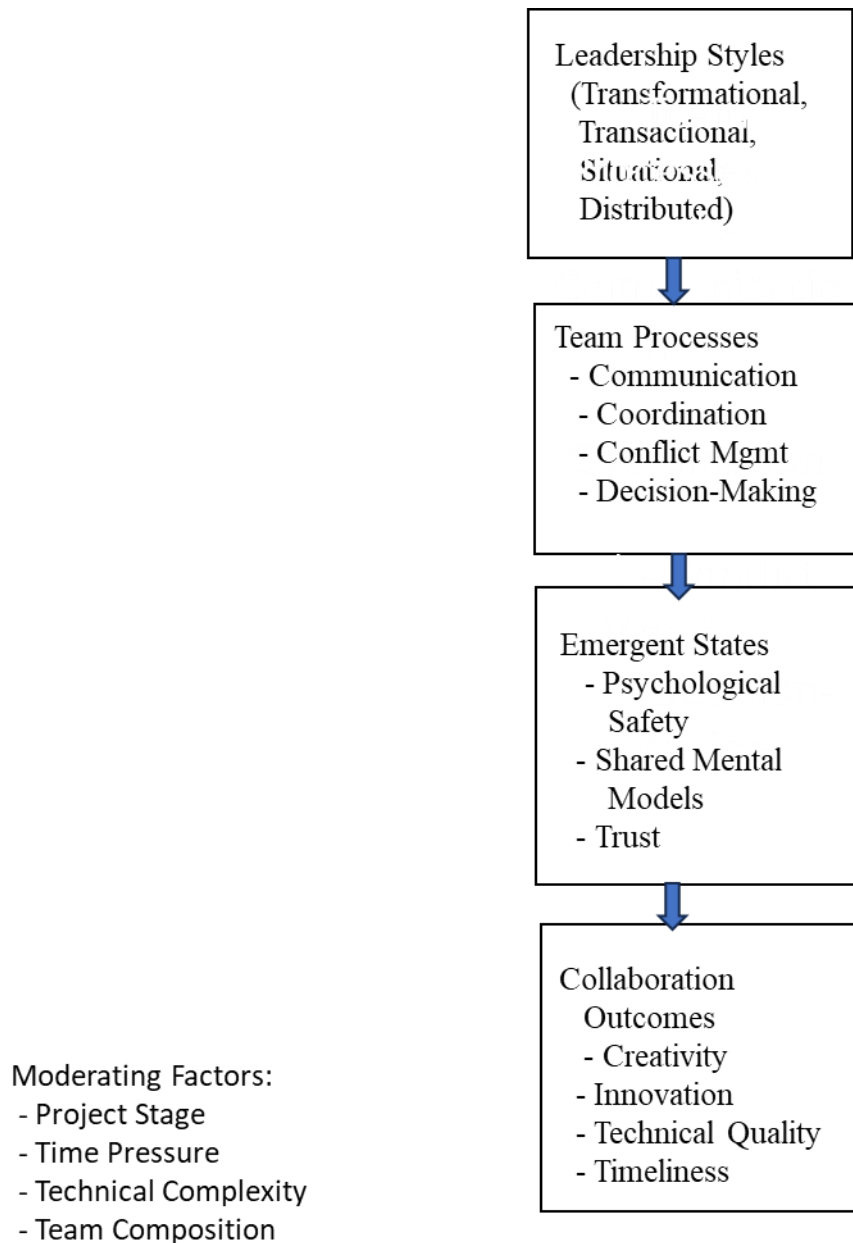 Leadership Styles
(Transformational,
Transactional,
Situational,
Distributed)
Team Processes
- Communication
- Coordination
- Conflict Mgmt
- Decision-Making
Emergent States
- Psychological
Safety
- Shared Mental
Models
- Trust
Collaboration
Outcomes
- Creativity
- Innovation
- Technical Quality
- Timeliness
Moderating Factors:
- Project Stage
- Time Pressure
- Technical Complexity
- Team Composition